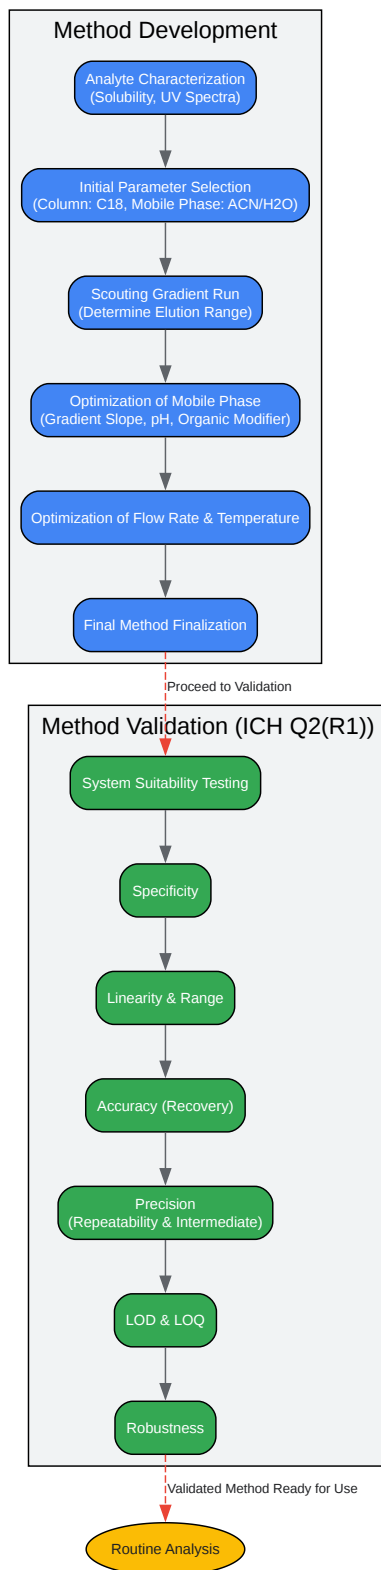 Method Development
Analyte Characterization
(Solubility, UV Spectra)
Initial Parameter Selection
(Column: C18, Mobile Phase: ACN/H2O)
Scouting Gradient Run
(Determine Elution Range)
Optimization of Mobile Phase
(Gradient Slope, pH, Organic Modifier)
Optimization of Flow Rate & Temperature
Final Method Finalization
Proceed to Validation
Method Validation (ICH Q2(R1))
System Suitability Testing
Specificity
Linearity & Range
Accuracy (Recovery)
Precision
(Repeatability & Intermediate)
LOD & LOQ
Robustness
Validated Method Ready for Use
Routine Analysis